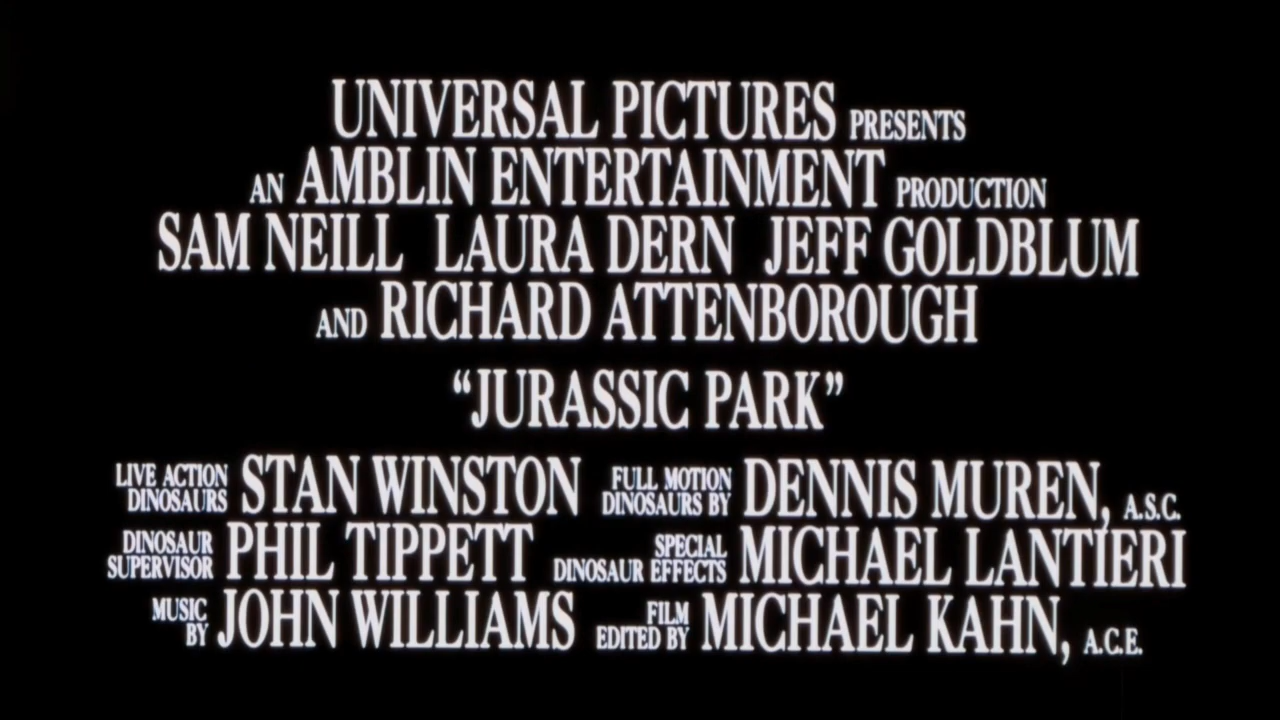 UNIVERSAL PICTURES PRESENTS
AN AMBLIN ENTERTAINMENT PRODUCTION
SAM NEILL LAURA DERN JEFF GOLDBLUM
AND RICHARD ATTENBOROUGH
“JURASSIC PARK”
LIVE ACTION DINOSAURS STAN WINSTON FULL MOTION DINOSAURS BY DENNIS MUREN, A.S.C.
DINOSAUR SUPERVISOR PHIL TIPPETT SPECIAL DINOSAUR EFFECTS MICHAEL LANTIERI
MUSIC BY JOHN WILLIAMS FILM EDITED BY MICHAEL KAHN, A.C.E.